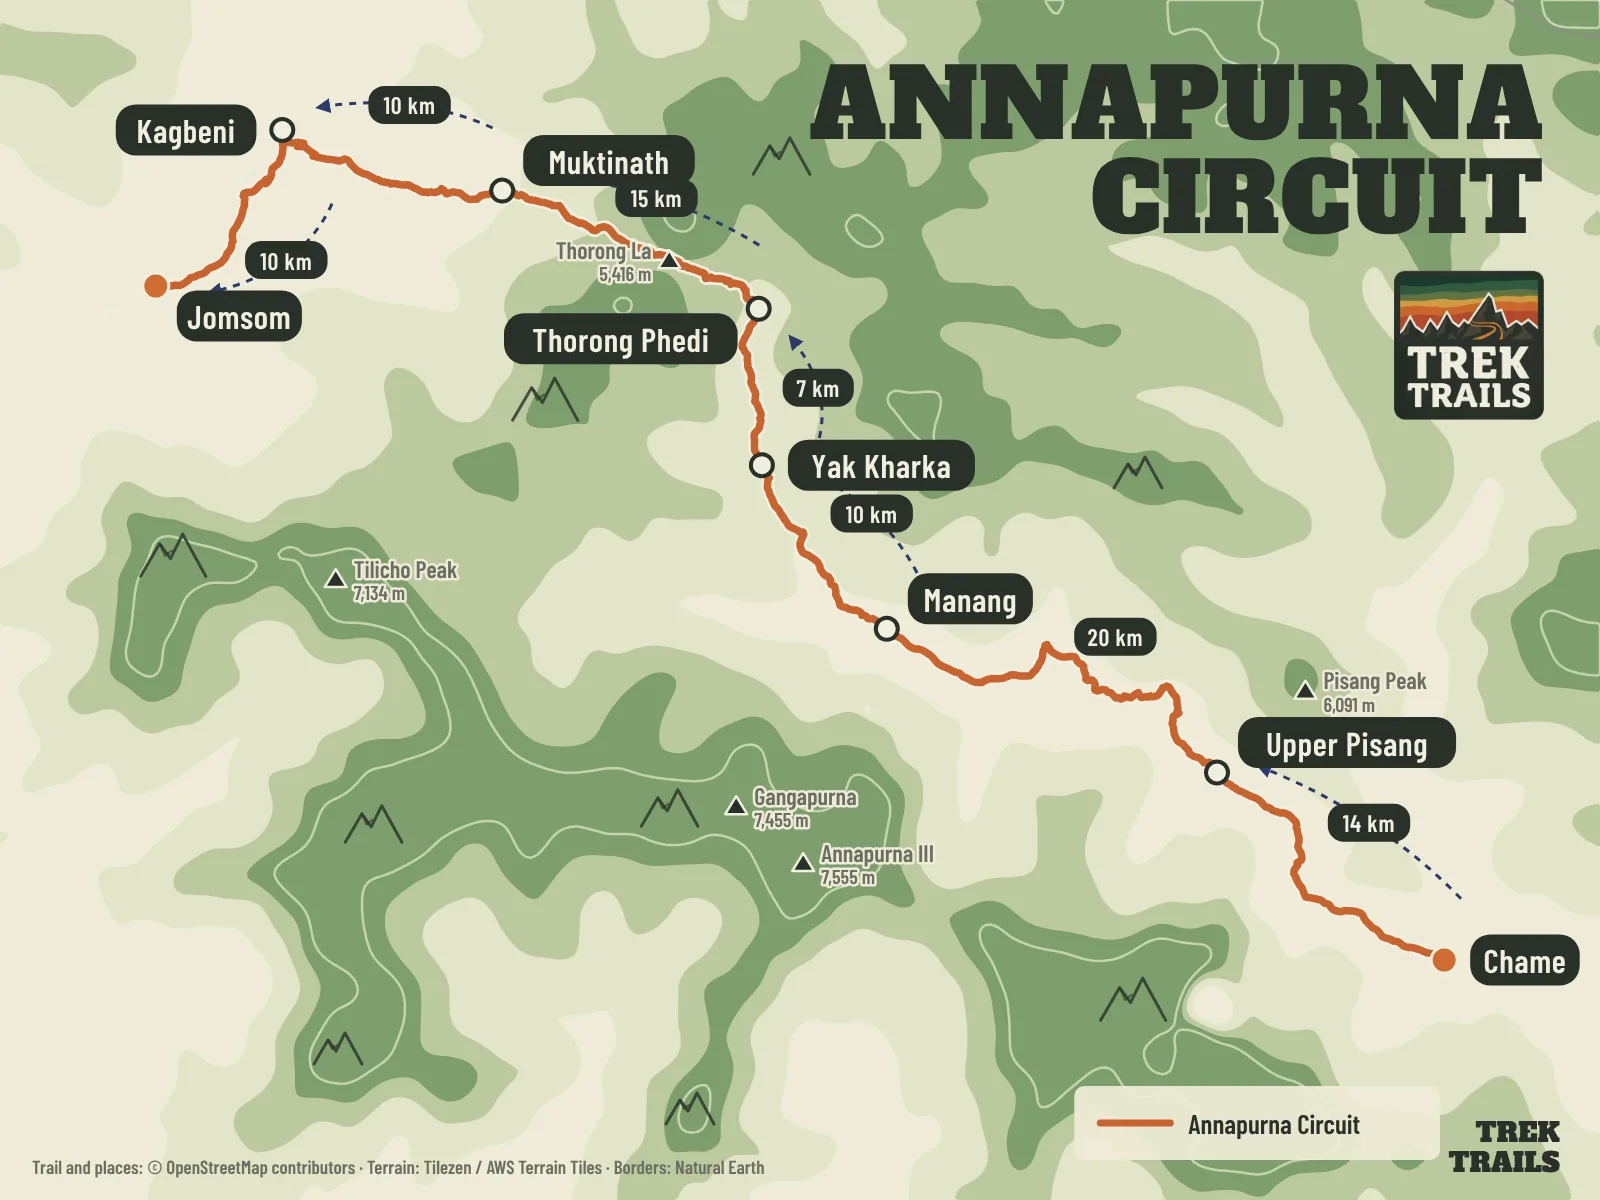 ANNAPURNA
CIRCUIT
TREK
TRAILS
Kagbeni
10 km
Muktinath
15 km
Thorong La
5,416 m
10 km
Jomsom
Thorong Phedi
7 km
Yak Kharka
10 km
Tilicho Peak
7,134 m
Manang
20 km
Pisang Peak
6,091 m
Upper Pisang
Gangapurna
7,455 m
14 km
Annapurna III
7,555 m
Chame
Annapurna Circuit
TREK
TRAILS
Trail and places: © OpenStreetMap contributors · Terrain: Tilezen / AWS Terrain Tiles · Borders: Natural Earth